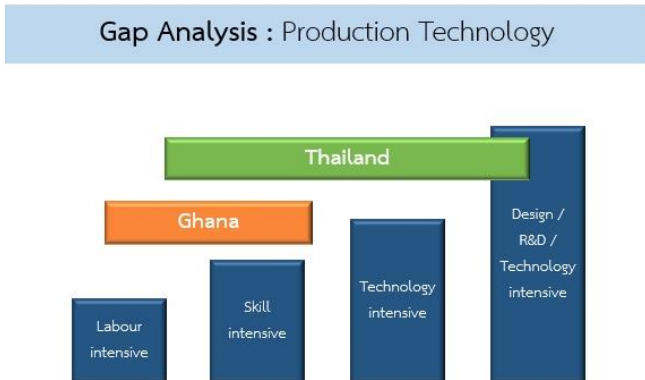 Gap Analysis : Production Technology
Thailand
Ghana
Labour
intensive
Skill
intensive
Technology
intensive
Design /
R&D /
Technology
intensive